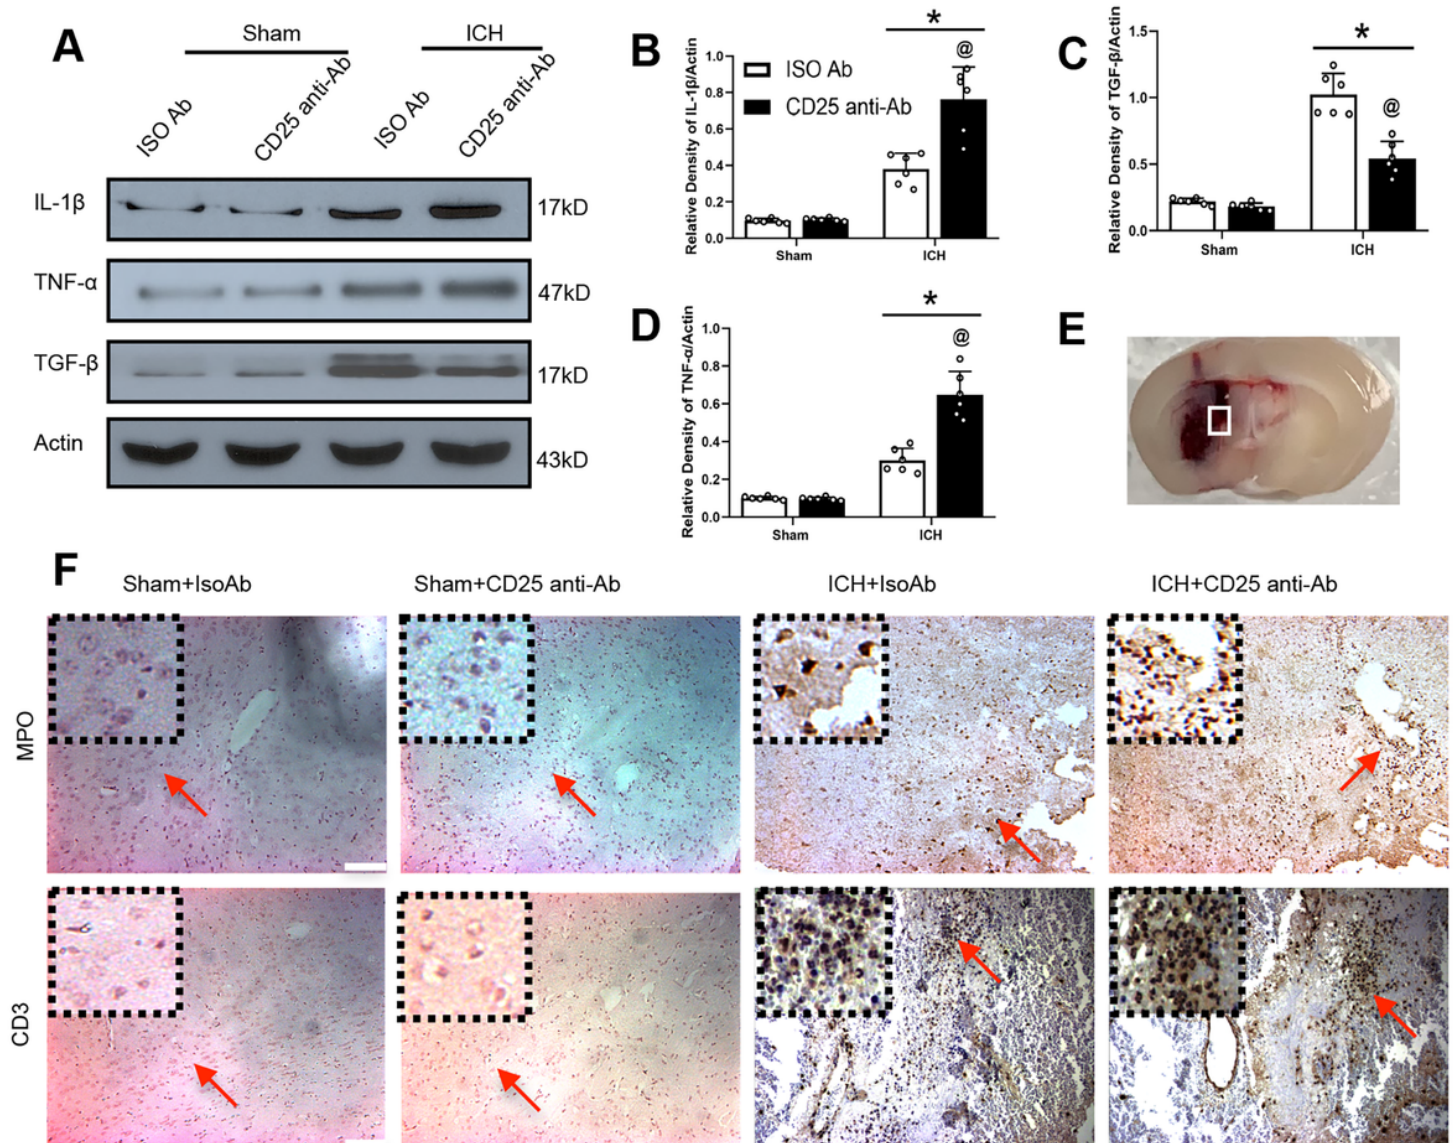 A
Sham
ICH
ISO Ab
CD25 anti-Ab
ISO Ab
CD25 anti-Ab
IL-1β
17kD
TNF-α
47kD
TGF-β
17kD
Actin
43kD
B
Relative Density of IL-1β/Actin
1.0
0.8
0.6
0.4
0.2
0.0
ISO Ab
CD25 anti-Ab
*
@
Sham
ICH
C
Relative Density of TGF-β/Actin
1.5
1.0
0.5
0.0
*
@
Sham
ICH
D
Relative Density of TNF-α/Actin
1.0
0.8
0.6
0.4
0.2
0.0
*
@
Sham
ICH
E
F
Sham+IsoAb
Sham+CD25 anti-Ab
ICH+IsoAb
ICH+CD25 anti-Ab
MPO
CD3